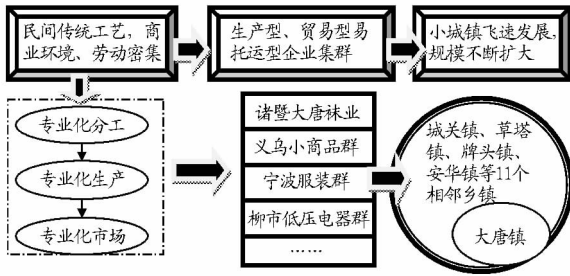 民间传统工艺，商
业环境、劳动密集
生产型、贸易型易
托运型企业集群
小城镇飞速发展，
规模不断扩大
专业化分工
专业化生产
专业化市场
诸暨大唐袜业
义乌小商品群
宁波服装群
柳市低压电器群
……
城关镇、草塔
镇、牌头镇、
安华镇等11个
相邻乡镇
大唐镇